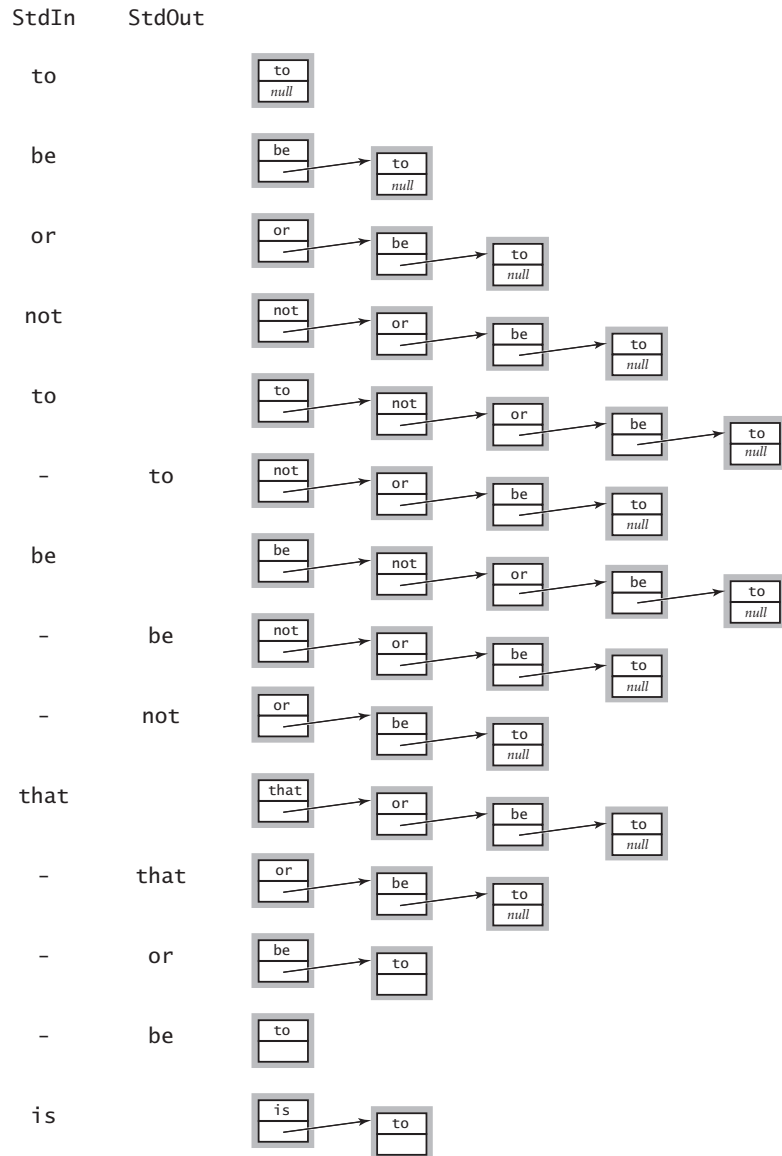 StdIn StdOut
to to
null
be be to
null
or or be to
null
not not or be to
null
to to not or be to
null
- to not or be to
null
be be not or be to
null
- be not or be to
null
- not or be to
null
that that or be to
null
- that or be to
null
- or be to
- be to
is is to